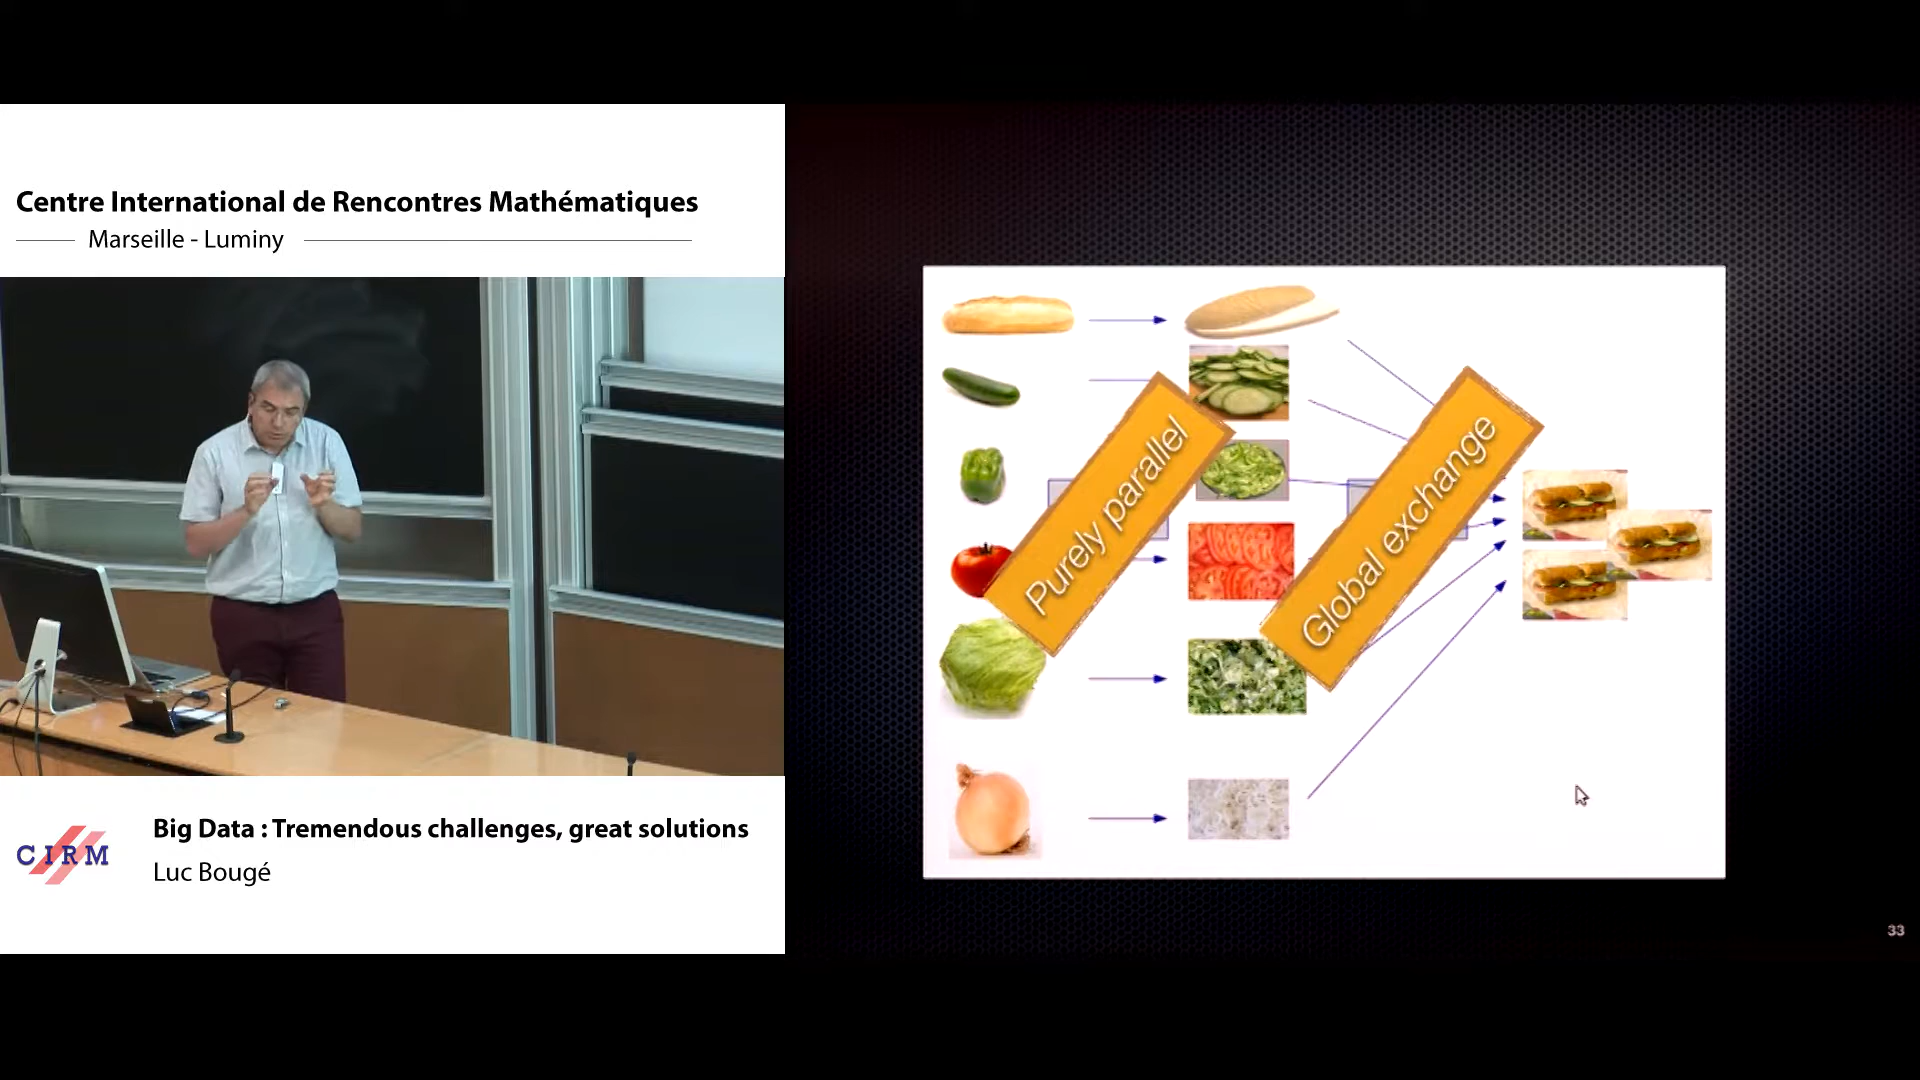 Centre International de Rencontres Mathématiques
Marseille - Luminy
CIRM
Big Data : Tremendous challenges, great solutions
Luc Bougé
Purely parallel
Global exchange
33